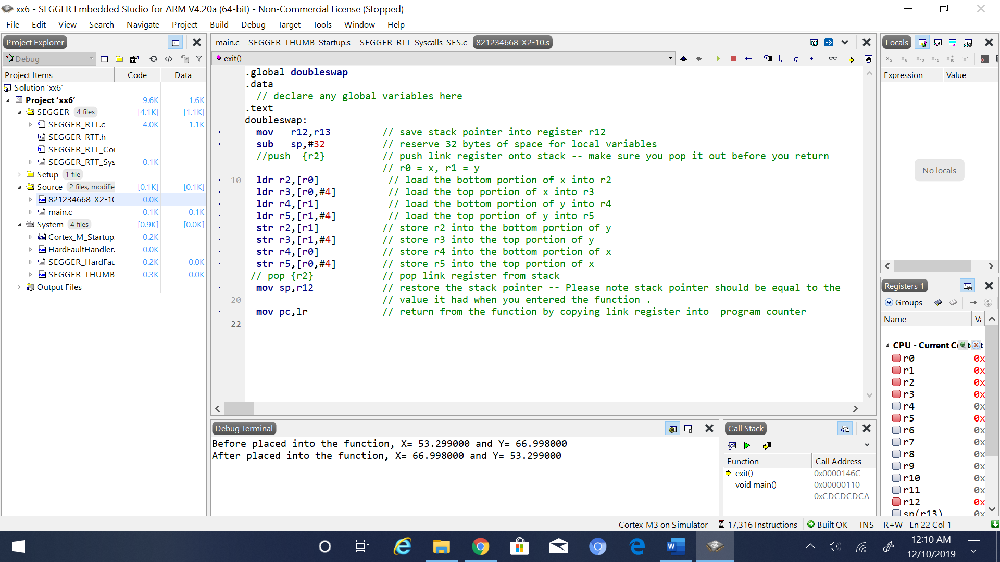 xx6 - SEGGER Embedded Studio for ARM V4.20a (64-bit) - Non-Commercial License (Stopped)
File Edit View Search Navigate Project Build Debug Target Tools Window Help
Project Explorer
Debug
Project Items Code Data
Solution 'xx6'
Project 'xx6' 9.6K 1.6K
SEGGER 4 files [4.1K] [1.1K]
SEGGER_RTT.c 4.0K 1.1K
SEGGER_RTT.h
SEGGER_RTT_Co
SEGGER_RTT_Sys 0.1K
Setup 1 file
Source 2 files, modifie [0.1K] [0.1K]
821234668_X2-10 0.0K
main.c 0.1K 0.1K
System 4 files [0.9K] [0.0K]
Cortex_M_Startup 0.2K
HardFaultHandler. 0.0K
SEGGER_HardFau 0.2K 0.0K
SEGGER_THUMB 0.3K 0.0K
Output Files
main.c SEGGER_THUMB_Startup.s SEGGER_RTT_Syscalls_SES.c 821234668_X2-10.s
exit()
.global doubleswap
.data
// declare any global variables here
.text
doubleswap:
mov r12,r13 // save stack pointer into register r12
sub sp,#32 // reserve 32 bytes of space for local variables
//push {r2} // push link register onto stack -- make sure you pop it out before you return
// r0 = x, r1 = y
10 ldr r2,[r0] // load the bottom portion of x into r2
ldr r3,[r0,#4] // load the top portion of x into r3
ldr r4,[r1] // load the bottom portion of y into r4
ldr r5,[r1,#4] // load the top portion of y into r5
str r2,[r1] // store r2 into the bottom portion of y
str r3,[r1,#4] // store r3 into the top portion of y
str r4,[r0] // store r4 into the bottom portion of x
str r5,[r0,#4] // store r5 into the top portion of x
// pop {r2} // pop link register from stack
mov sp,r12 // restore the stack pointer -- Please note stack pointer should be equal to the
20 // value it had when you entered the function .
mov pc,lr // return from the function by copying link register into program counter
22
Debug Terminal
Before placed into the function, X= 53.299000 and Y= 66.998000
After placed into the function, X= 66.998000 and Y= 53.299000
Call Stack
Function Call Address
exit() 0x0000146C
void main() 0x00000110
0xCDCDCDCA
Locals
Expression Value
No locals
Registers 1
Groups
Name Va
CPU - Current Co t
r0 0x
r1 0x
r2 0x
r3 0x
r4 0x
r5 0x
r6 0x
r7 0x
r8 0x
r9 0x
r10 0x
r11 0x
r12 0x
sp(r13) 0x
Cortex-M3 on Simulator 17,316 Instructions Built OK INS R+W Ln 22 Col 1
12:10 AM
12/10/2019